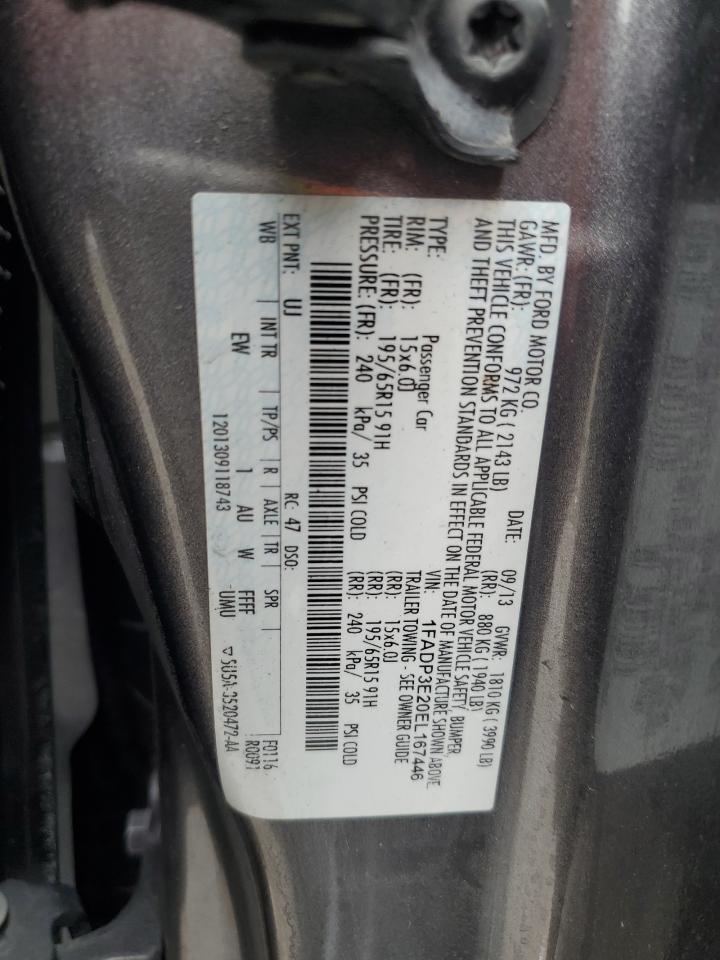 MFD. BY FORD MOTOR CO.
DATE: 09/13 GVWR: 1810 KG ( 3990 LB)
GAWR: (FR): 972 KG ( 2143 LB) (RR): 880 KG ( 1940 LB)
THIS VEHICLE CONFORMS TO ALL APPLICABLE FEDERAL MOTOR VEHICLE SAFETY, BUMPER,
AND THEFT PREVENTION STANDARDS IN EFFECT ON THE DATE OF MANUFACTURE SHOWN ABOVE.
VIN: 1FADP3E20EL167446
TYPE: Passenger Car TRAILER TOWING - SEE OWNER GUIDE
RIM: (FR): 15x6.0J (RR): 15x6.0J
TIRE: (FR): 195/65R15 91H (RR): 195/65R15 91H
PRESSURE: (FR): 240 kPa/ 35 PSI COLD (RR): 240 kPa/ 35 PSI COLD
EXT PNT: UJ RC: 47 DSO:
WB INT TR TP/PS R AXLE TR SPR F0116
EW 1 AU W FFFF R0091
1201309118743 -UMU ▽SU5A-3520472-AA